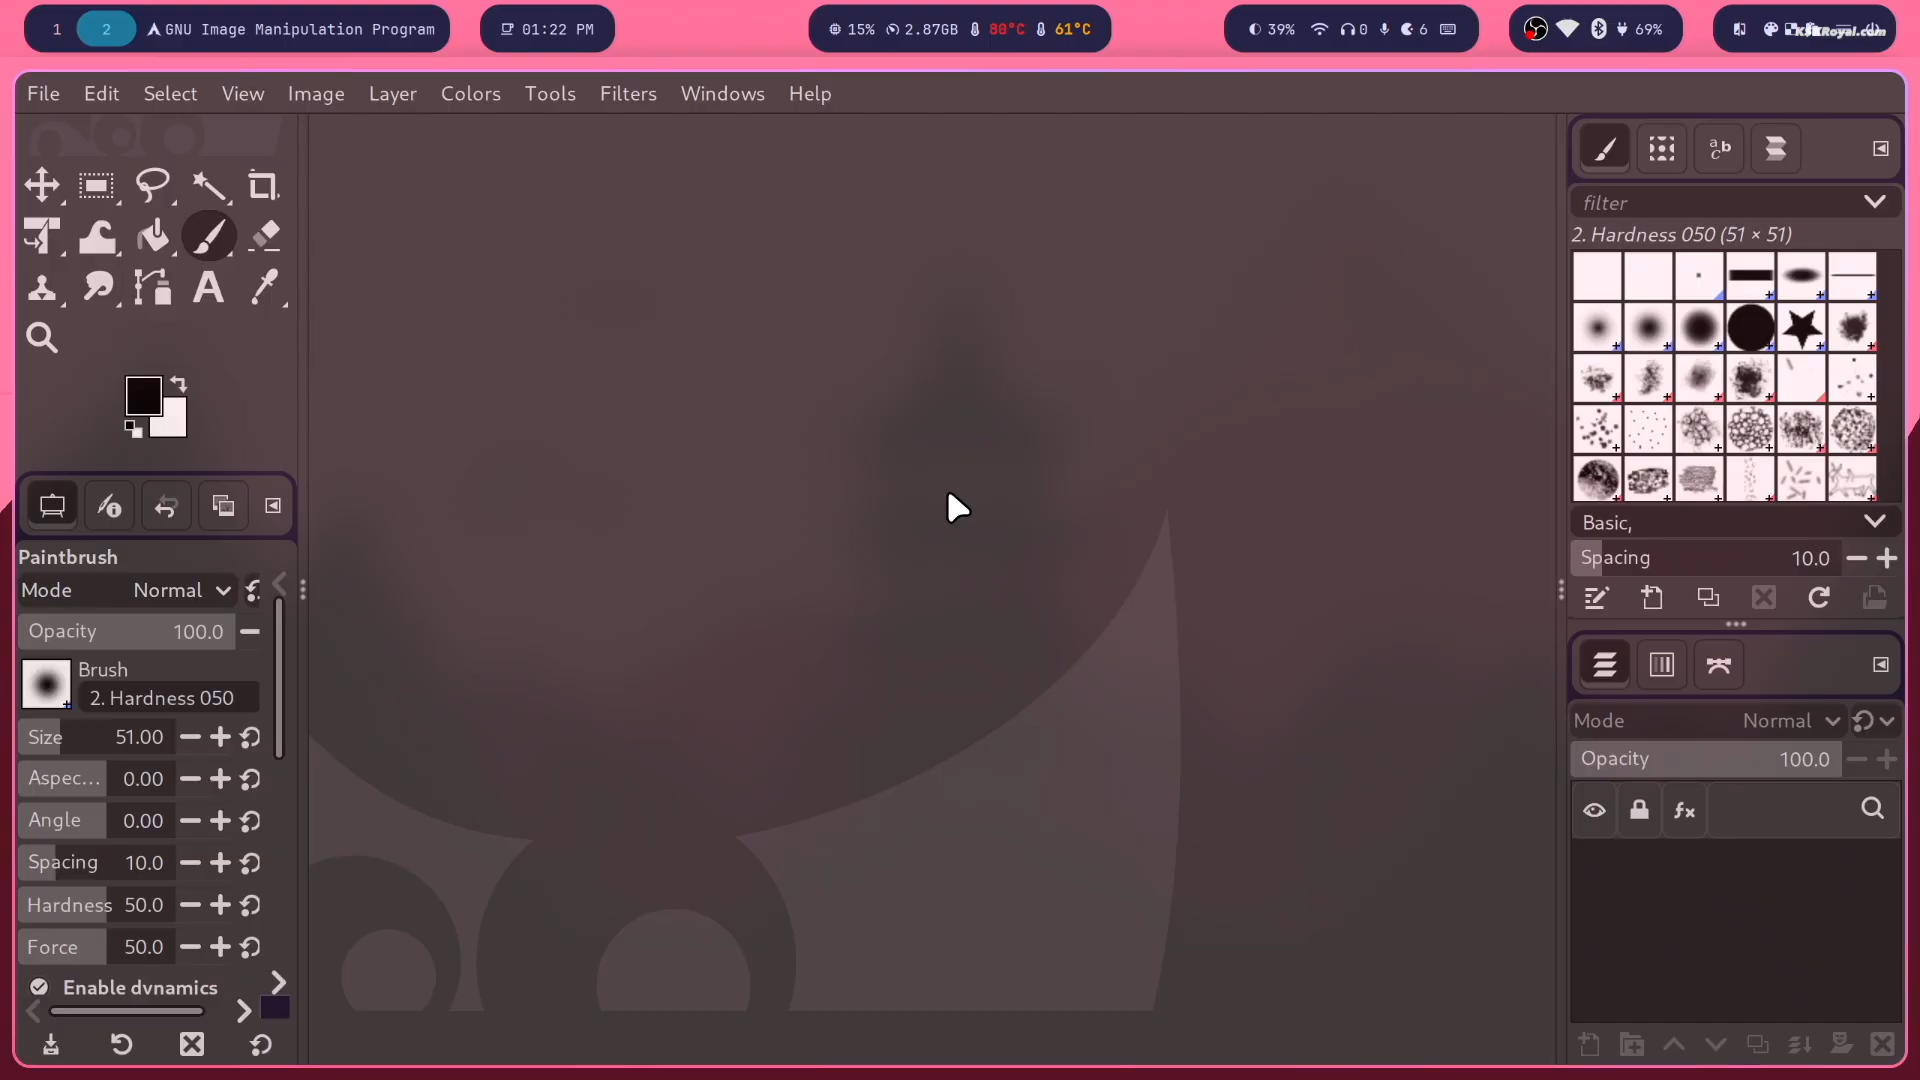 1 2 GNU Image Manipulation Program 01:22 PM 15% 2.87GB 80°C 61°C 39% 0 6 69% KSKRoyal.com
File Edit Select View Image Layer Colors Tools Filters Windows Help
filter
2. Hardness 050 (51 × 51)
Basic,
Spacing 10.0
Mode Normal
Opacity 100.0
fx
Paintbrush
Mode Normal
Opacity 100.0
Brush
2. Hardness 050
Size 51.00
Aspec... 0.00
Angle 0.00
Spacing 10.0
Hardness 50.0
Force 50.0
Enable dynamics